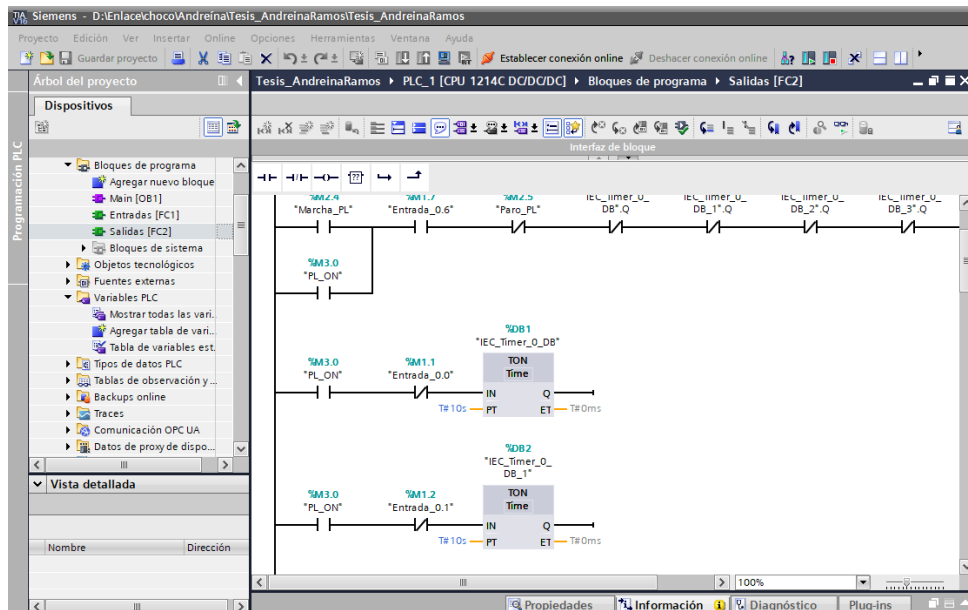 Siemens - D:\Enlace\choco\Andreína\Tesis_AndreinaRamos\Tesis_AndreinaRamos
Proyecto Edición Ver Insertar Online Opciones Herramientas Ventana Ayuda
Guardar proyecto Establecer conexión online Deshacer conexión online
Árbol del proyecto
Tesis_AndreinaRamos PLC_1 [CPU 1214C DC/DC/DC] Bloques de programa Salidas [FC2]
Dispositivos
Programación PLC
Interfaz de bloque
Bloques de programa
Agregar nuevo bloque
Main [OB1]
Entradas [FC1]
Salidas [FC2]
Bloques de sistema
Objetos tecnológicos
Fuentes externas
Variables PLC
Mostrar todas las vari..
Agregar tabla de vari..
Tabla de variables est.
Tipos de datos PLC
Tablas de observación y ...
Backups online
Traces
Comunicación OPC UA
Datos de proxy de dispo...
Vista detallada
Nombre Dirección
%M2.4 %M1.7 %M2.5 IEC_Timer_0_ IEC_Timer_0_ IEC_Timer_0_ IEC_Timer_0_
"Marcha_PL" "Entrada_0.6" "Paro_PL" DB".Q DB_1".Q DB_2".Q DB_3".Q
%M3.0
"PL_ON"
%DB1
"IEC_Timer_0_DB"
%M3.0 %M1.1 TON
"PL_ON" "Entrada_0.0" Time
IN Q
T#10s PT ET T#0ms
%DB2
"IEC_Timer_0_
DB_1"
%M3.0 %M1.2 TON
"PL_ON" "Entrada_0.1" Time
IN Q
T#10s PT ET T#0ms
100%
Propiedades Información Diagnóstico Plug-ins